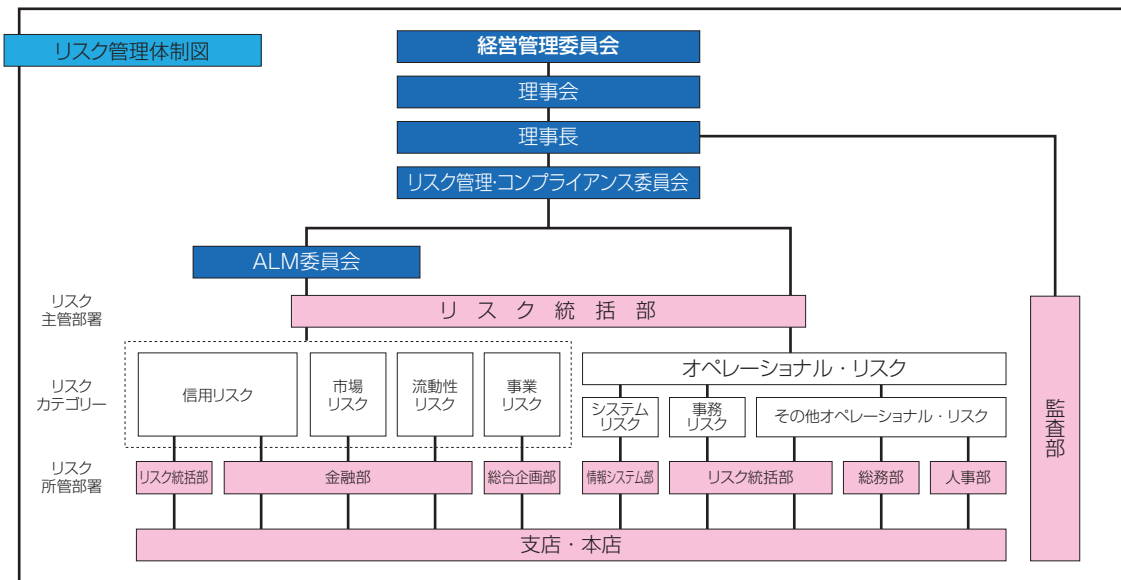 リスク管理体制図
経営管理委員会
理事会
理事長
リスク管理・コンプライアンス委員会
ALM委員会
リスク
主管部署
リスク統括部
リスク
カテゴリー
信用リスク
市場
リスク
流動性
リスク
事業
リスク
オペレーショナル・リスク
システム
リスク
事務
リスク
その他オペレーショナル・リスク
リスク
所管部署
リスク統括部
金融部
総合企画部
情報システム部
リスク統括部
総務部
人事部
支店・本店
監査部